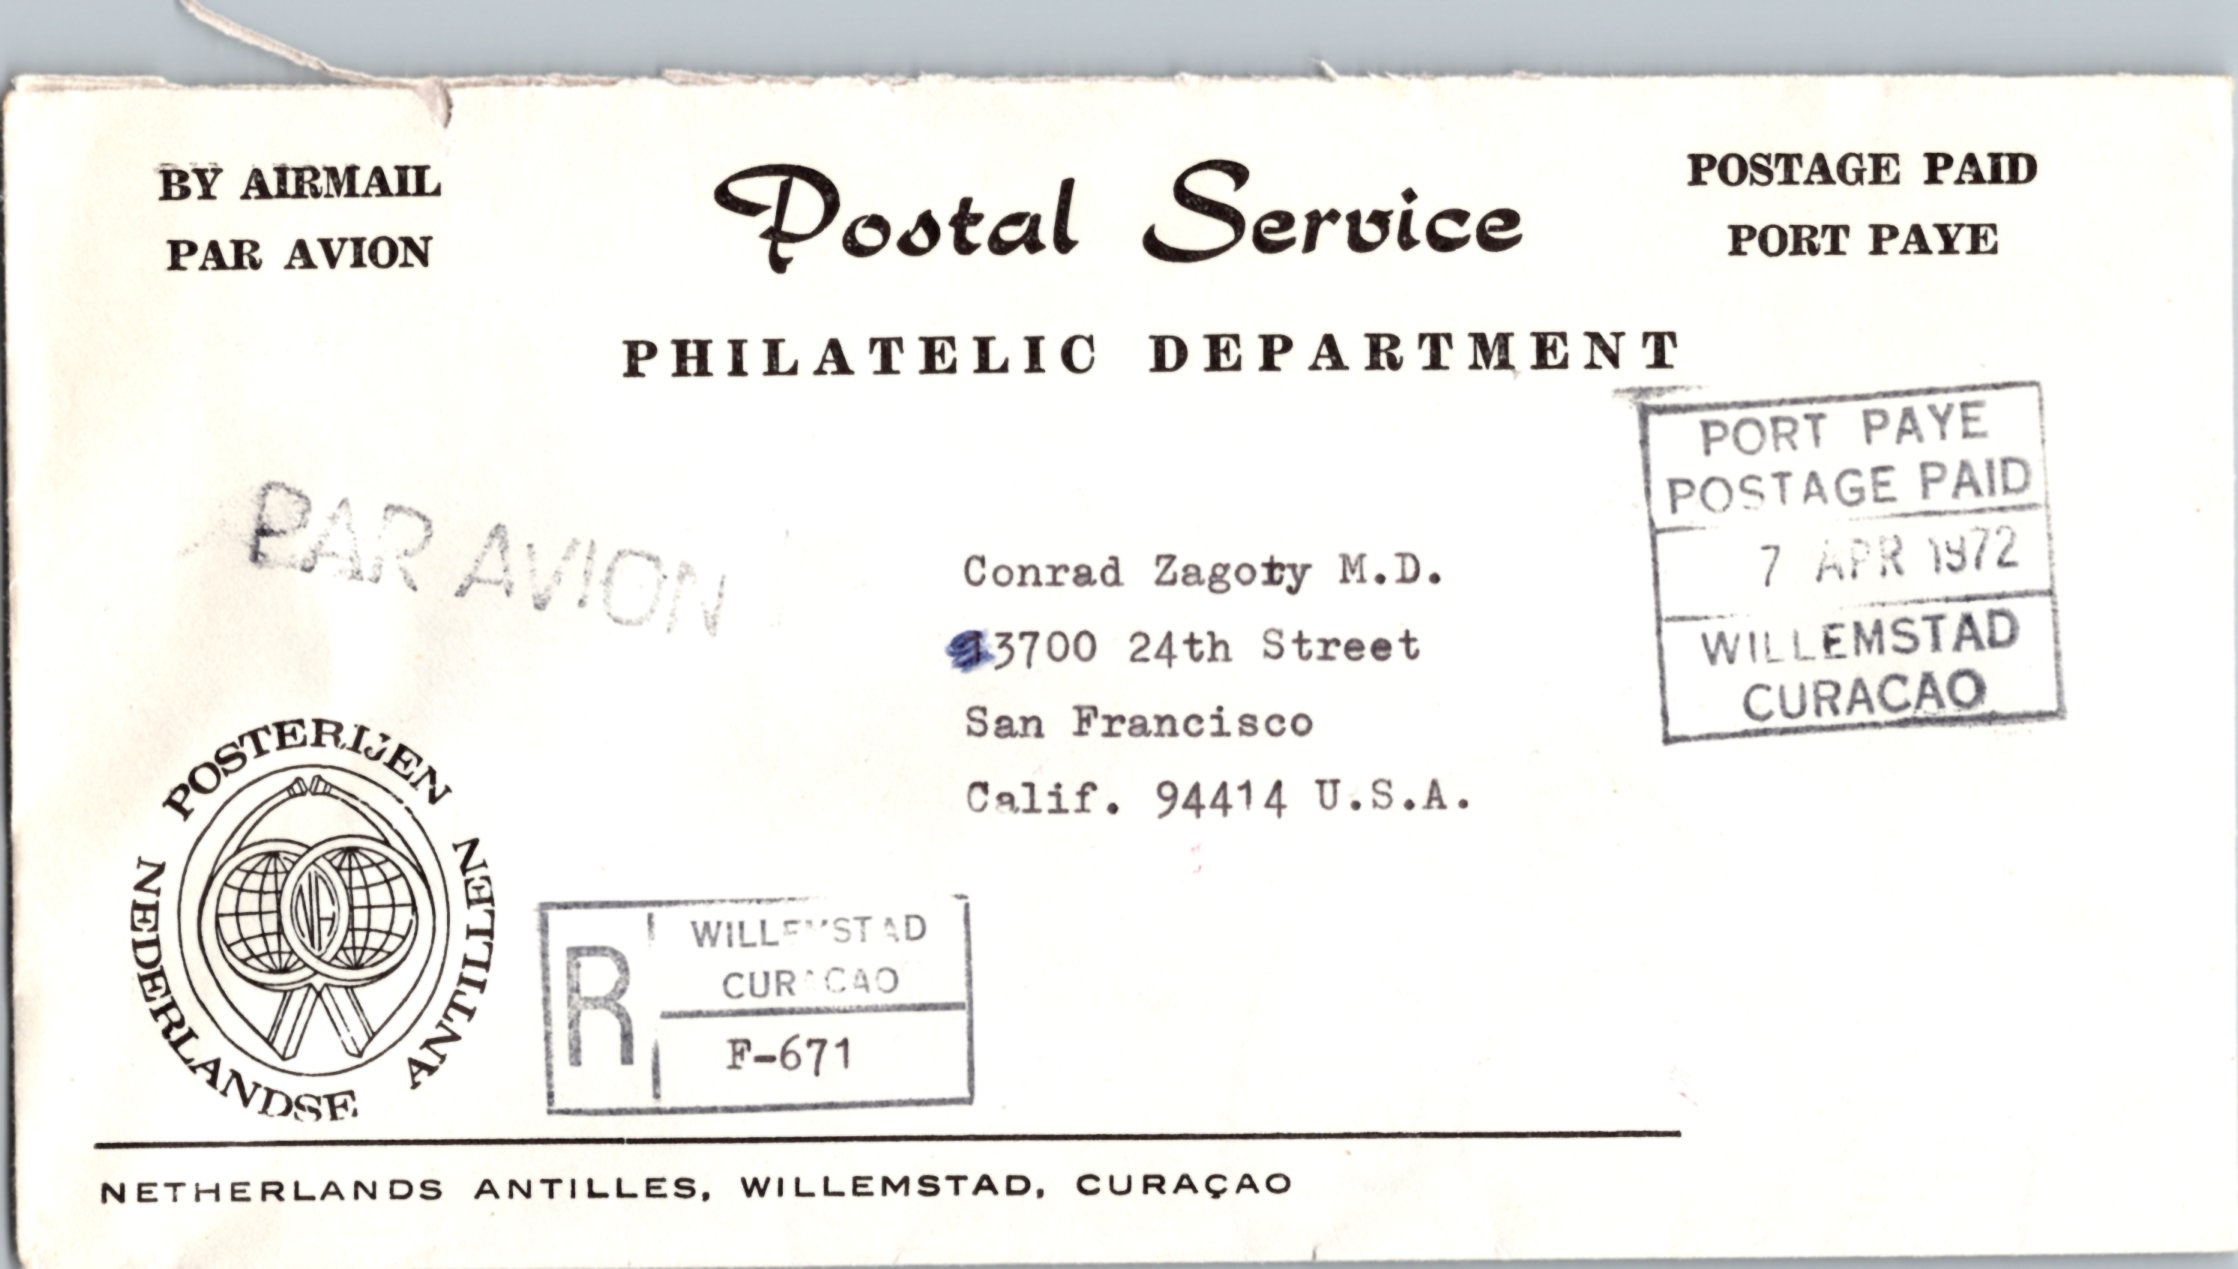 BY AIRMAIL
PAR AVION
Postal Service
PHILATELIC DEPARTMENT
POSTAGE PAID
PORT PAYE
PORT PAYE
POSTAGE PAID
7 APR 1972
WILLEMSTAD
CURACAO
PAR AVION
Conrad Zagoty M.D.
3700 24th Street
San Francisco
Calif. 94414 U.S.A.
POSTERIJEN NEDERLANDSE ANTILLEN
NA
R
WILLEMSTAD
CURACAO
F-671
NETHERLANDS ANTILLES, WILLEMSTAD, CURAÇAO